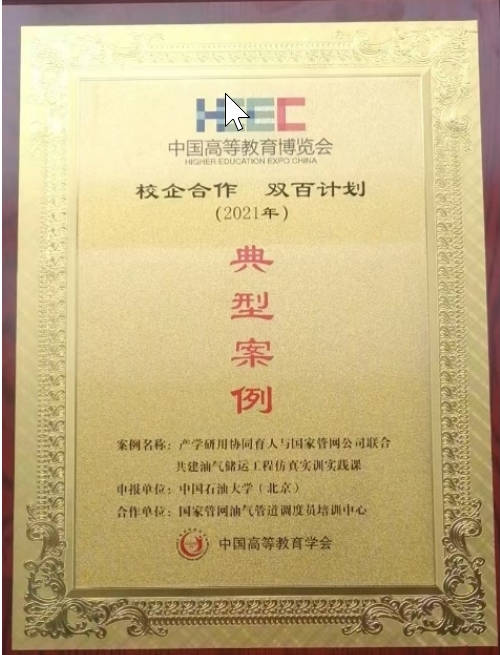 HEEC
中国高等教育博览会
HIGHER EDUCATION EXPO CHINA
校企合作 双百计划
(2021年)
典
型
案
例
案例名称：产学研用协同育人与国家管网公司联合
共建油气储运工程仿真实训实践课
申报单位：中国石油大学（北京）
合作单位：国家管网油气管道调度员培训中心
中国高等教育学会